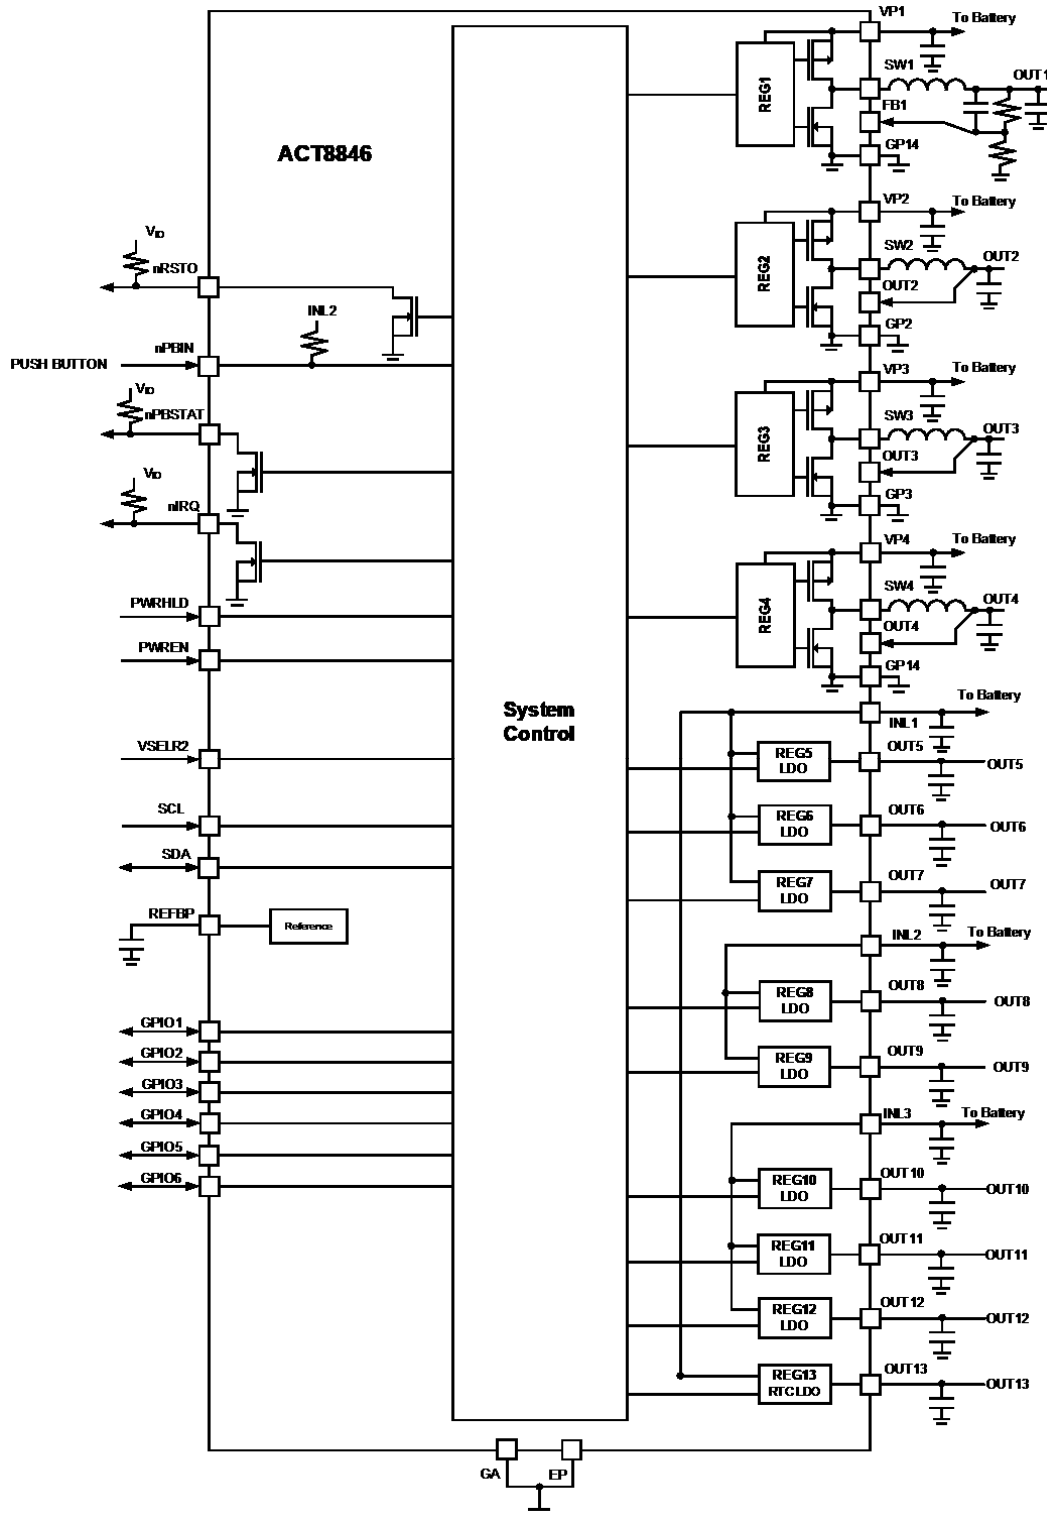 VP1
To Battery
SW1
OUT1
REG1
FB1
ACT8846
GP14
VP2
To Battery
VIO
SW2
nRSTO
OUT2
REG2
OUT2
INL2
GP2
nPBIN
PUSH BUTTON
VP3
To Battery
VIO
nPBSTAT
SW3
OUT3
REG3
OUT3
VIO
nIRQ
GP3
VP4
To Battery
PWRHLD
SW4
OUT4
REG4
OUT4
PWREN
GP14
To Battery
System
Control
INL1
VSELR2
REG5
LDO
OUT5
OUT5
SCL
REG6
LDO
OUT6
OUT6
SDA
REG7
LDO
OUT7
OUT7
REFBP
Reference
INL2
To Battery
REG8
LDO
OUT8
OUT8
GPIO1
GPIO2
REG9
LDO
OUT9
OUT9
GPIO3
GPIO4
INL3
To Battery
GPIO5
GPIO6
REG10
LDO
OUT10
OUT10
REG11
LDO
OUT11
OUT11
REG12
LDO
OUT12
OUT12
REG13
RTC LDO
OUT13
OUT13
GA
EP